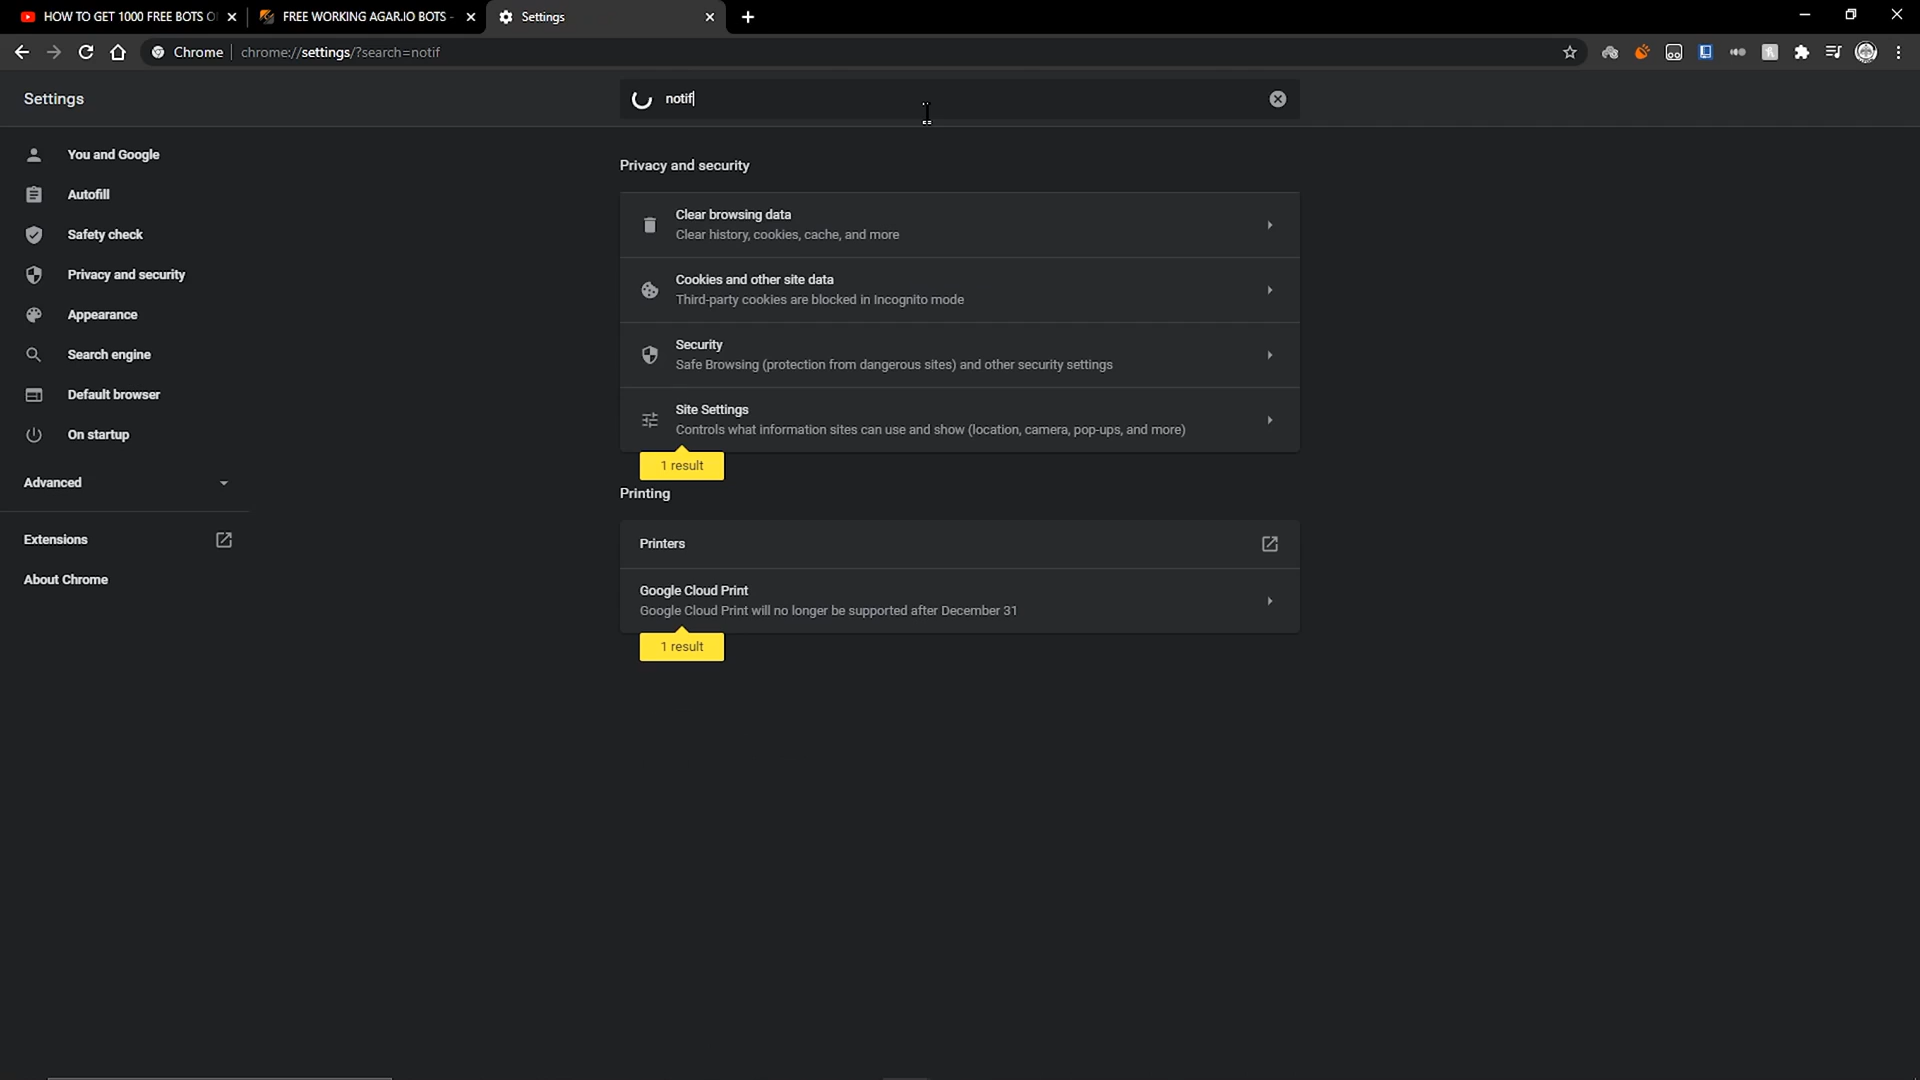 HOW TO GET 1000 FREE BOTS O
FREE WORKING AGAR.IO BOTS -
Settings
Chrome
chrome://settings/?search=notif
Settings
notif
You and Google
Autofill
Safety check
Privacy and security
Appearance
Search engine
Default browser
On startup
Advanced
Extensions
About Chrome
Privacy and security
Clear browsing data
Clear history, cookies, cache, and more
Cookies and other site data
Third-party cookies are blocked in Incognito mode
Security
Safe Browsing (protection from dangerous sites) and other security settings
Site Settings
Controls what information sites can use and show (location, camera, pop-ups, and more)
1 result
Printing
Printers
Google Cloud Print
Google Cloud Print will no longer be supported after December 31
1 result